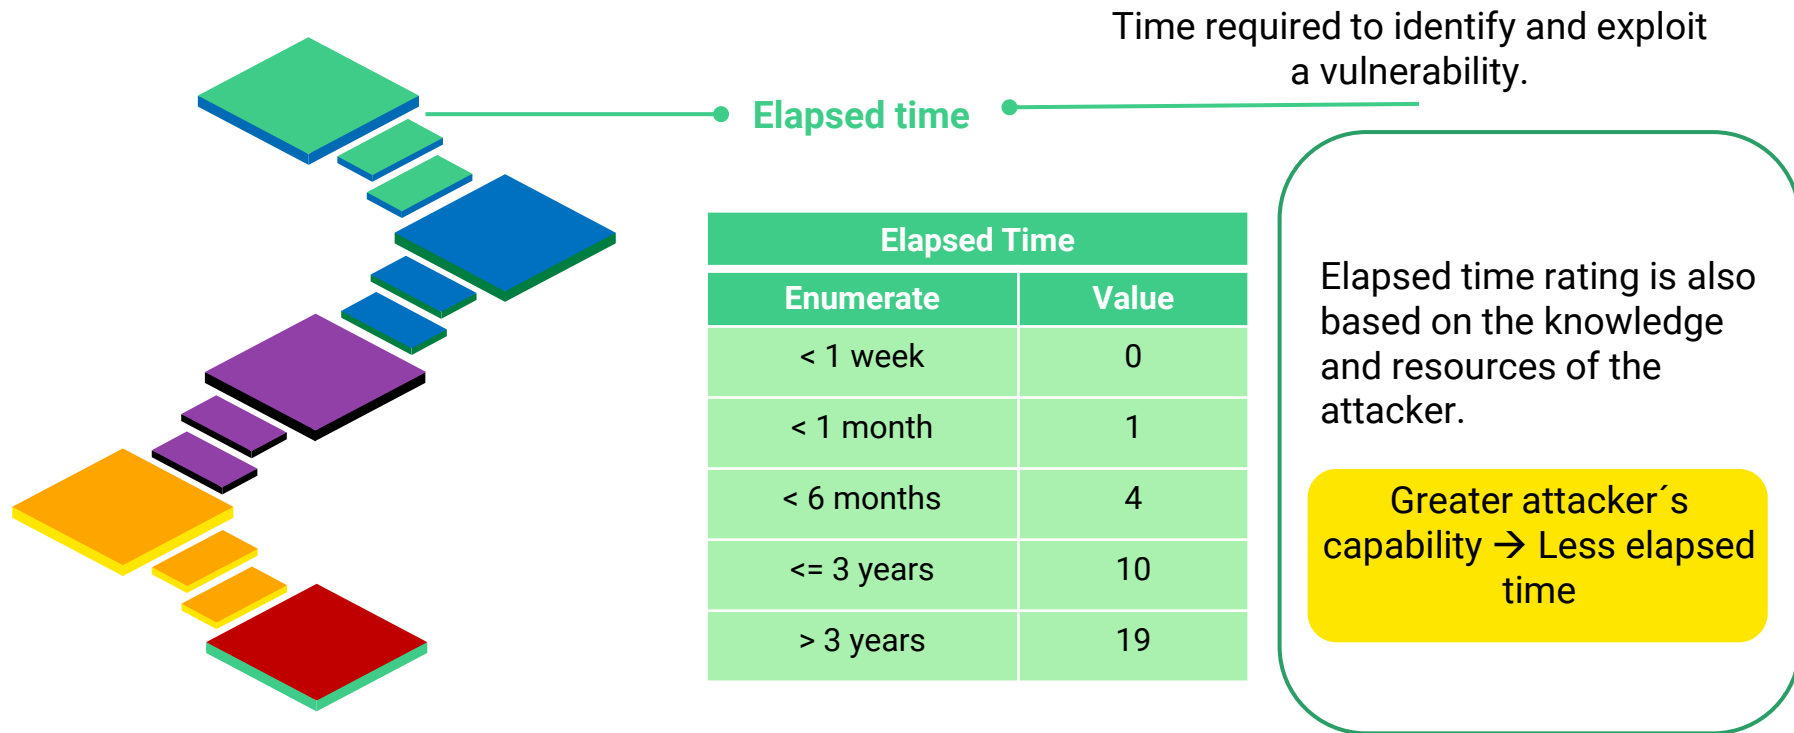 Time required to identify and exploit
a vulnerability.
Elapsed time
Elapsed Time
Enumerate Value
< 1 week 0
< 1 month 1
< 6 months 4
<= 3 years 10
> 3 years 19
Elapsed time rating is also
based on the knowledge
and resources of the
attacker.
Greater attacker´s
capability → Less elapsed
time